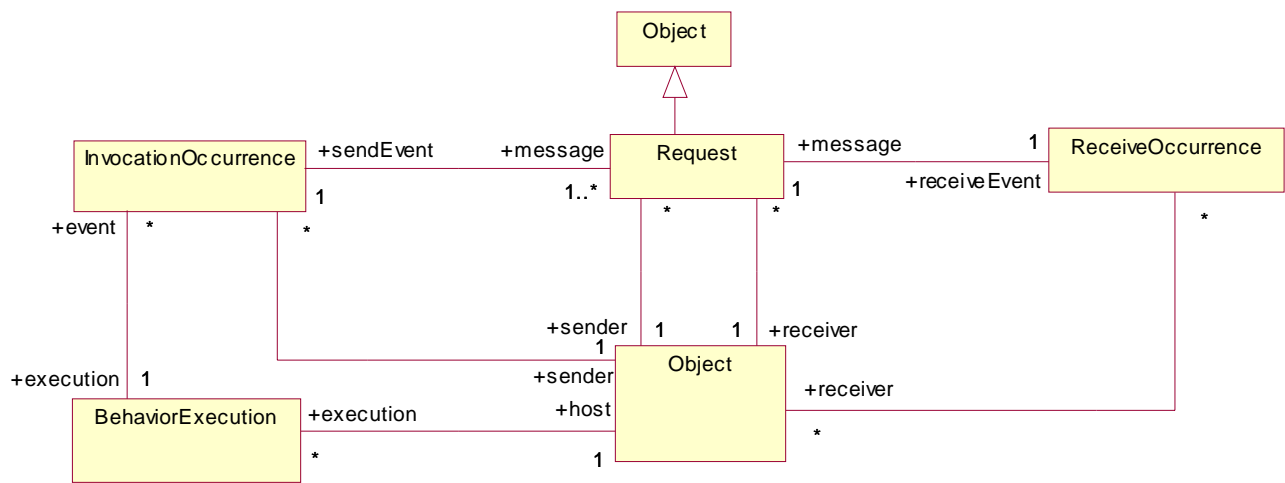 Object
InvocationOccurrence
+sendEvent
+message
Request
+message
1
ReceiveOccurrence
1
1..*
1
+receiveEvent
+event
*
*
*
*
*
+sender
1
1
+receiver
1
Object
+execution
1
+sender
+receiver
BehaviorExecution
+execution
+host
*
*
1